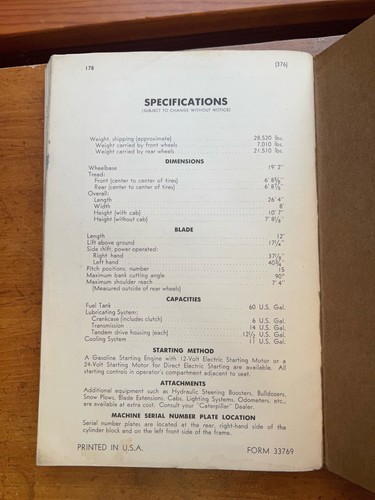 178 [376]
SPECIFICATIONS
(SUBJECT TO CHANGE WITHOUT NOTICE)
Weight, shipping (approximate) 28,520 lbs.
Weight carried by front wheels 7,010 lbs.
Weight carried by rear wheels 21,510 lbs.
DIMENSIONS
Wheelbase 19' 2"
Tread:
Front (center to center of tires) 6' 8⅝"
Rear (center to center of tires) 6' 8⅞"
Overall:
Length 26' 4"
Width 8'
Height (with cab) 10' 7"
Height (without cab) 7' 8½"
BLADE
Length 12'
Lift above ground 17¼"
Side shift, power operated:
Right hand
Left hand 40¾"
Pitch positions, number 15
Maximum bank cutting angle 90°
Maximum shoulder reach 7' 4"
(Measured outside of rear wheels)
CAPACITIES
Fuel Tank 60 U.S. Gal.
Lubricating System:
Crankcase (includes clutch) 6 U.S. Gal.
Transmission 14 U.S. Gal.
Tandem drive housing (each) 12½ U.S. Gal.
Cooling System 11 U.S. Gal.
STARTING METHOD
A Gasoline Starting Engine with 12-Volt Electric Starting Motor or a
24-Volt Starting Motor for Direct Electric Starting are available. All
starting controls in operator's compartment adjacent to seat.
ATTACHMENTS
Additional equipment such as Hydraulic Steering Boosters, Bulldozers,
Snow Plows, Blade Extensions, Cabs, Lighting Systems, Odometers, etc.,
are available at extra cost. Consult your "Caterpillar" Dealer.
MACHINE SERIAL NUMBER PLATE LOCATION
Serial number plates are located at the rear, right-hand side of the
cylinder block and on the left front side of the frame.
PRINTED IN U.S.A. FORM 33769